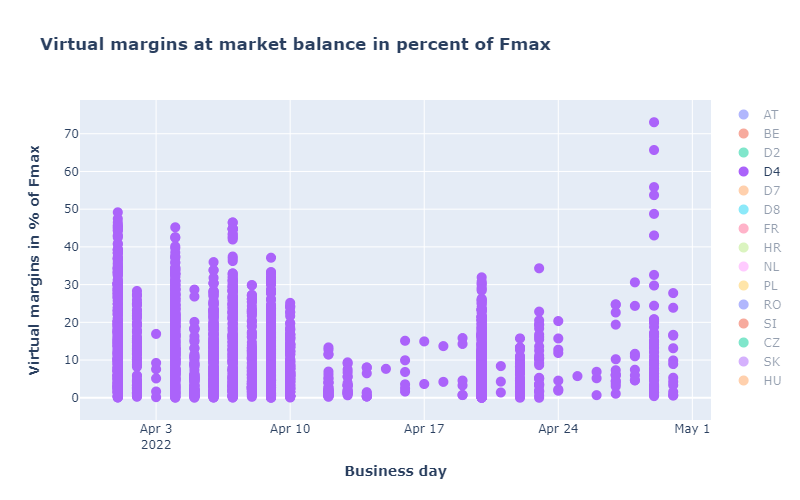 Virtual margins at market balance in percent of Fmax
Virtual margins in % of Fmax
70
60
50
40
30
20
10
0
Apr 3
2022
Apr 10
Apr 17
Apr 24
May 1
Business day
AT
BE
D2
D4
D7
D8
FR
HR
NL
PL
RO
SI
CZ
SK
HU